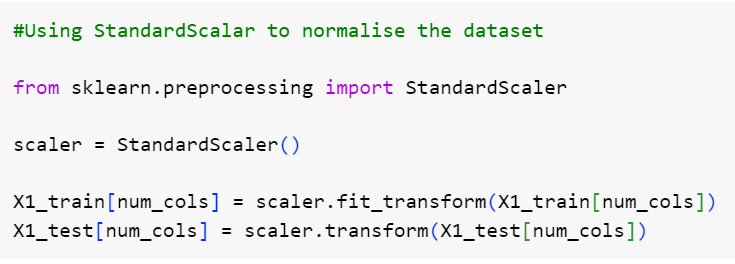 #Using StandardScalar to normalise the dataset
from sklearn.preprocessing import StandardScaler
scaler = StandardScaler()
X1_train[num_cols] = scaler.fit_transform(X1_train[num_cols])
X1_test[num_cols] = scaler.transform(X1_test[num_cols])